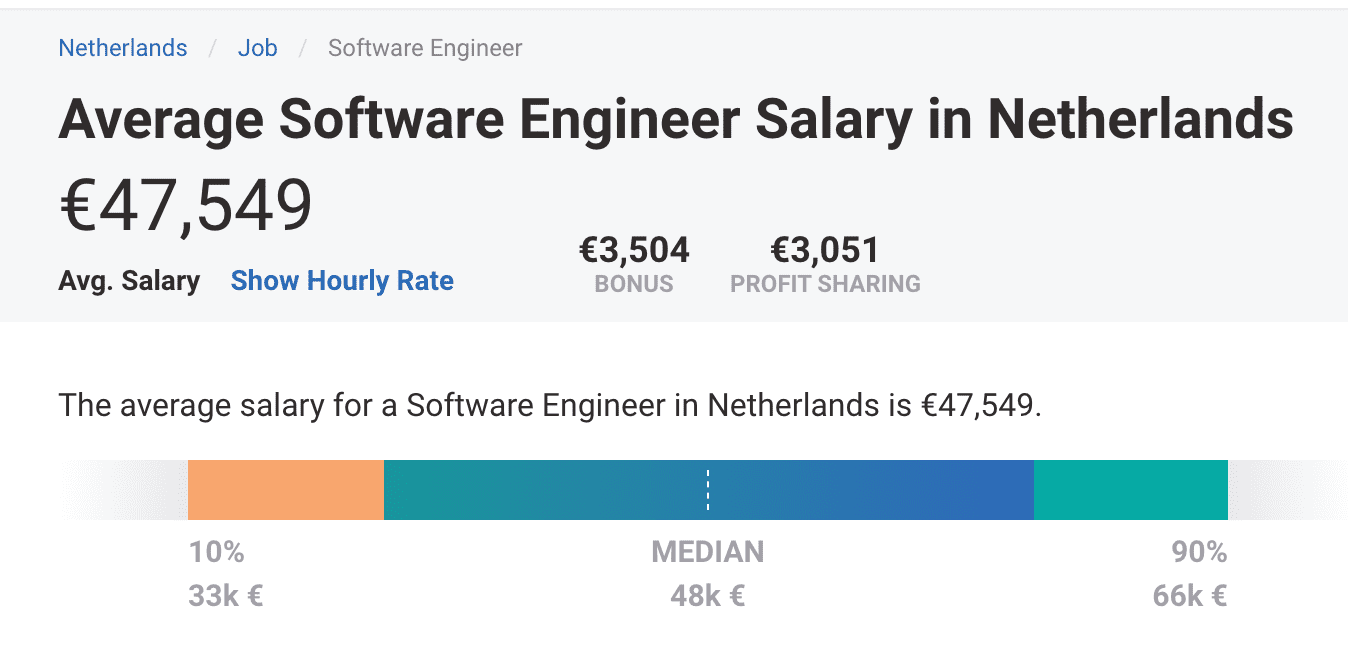 Netherlands / Job / Software Engineer
Average Software Engineer Salary in Netherlands
€47,549
€3,504 €3,051
Avg. Salary Show Hourly Rate BONUS PROFIT SHARING
The average salary for a Software Engineer in Netherlands is €47,549.
10% MEDIAN 90%
33k € 48k € 66k €